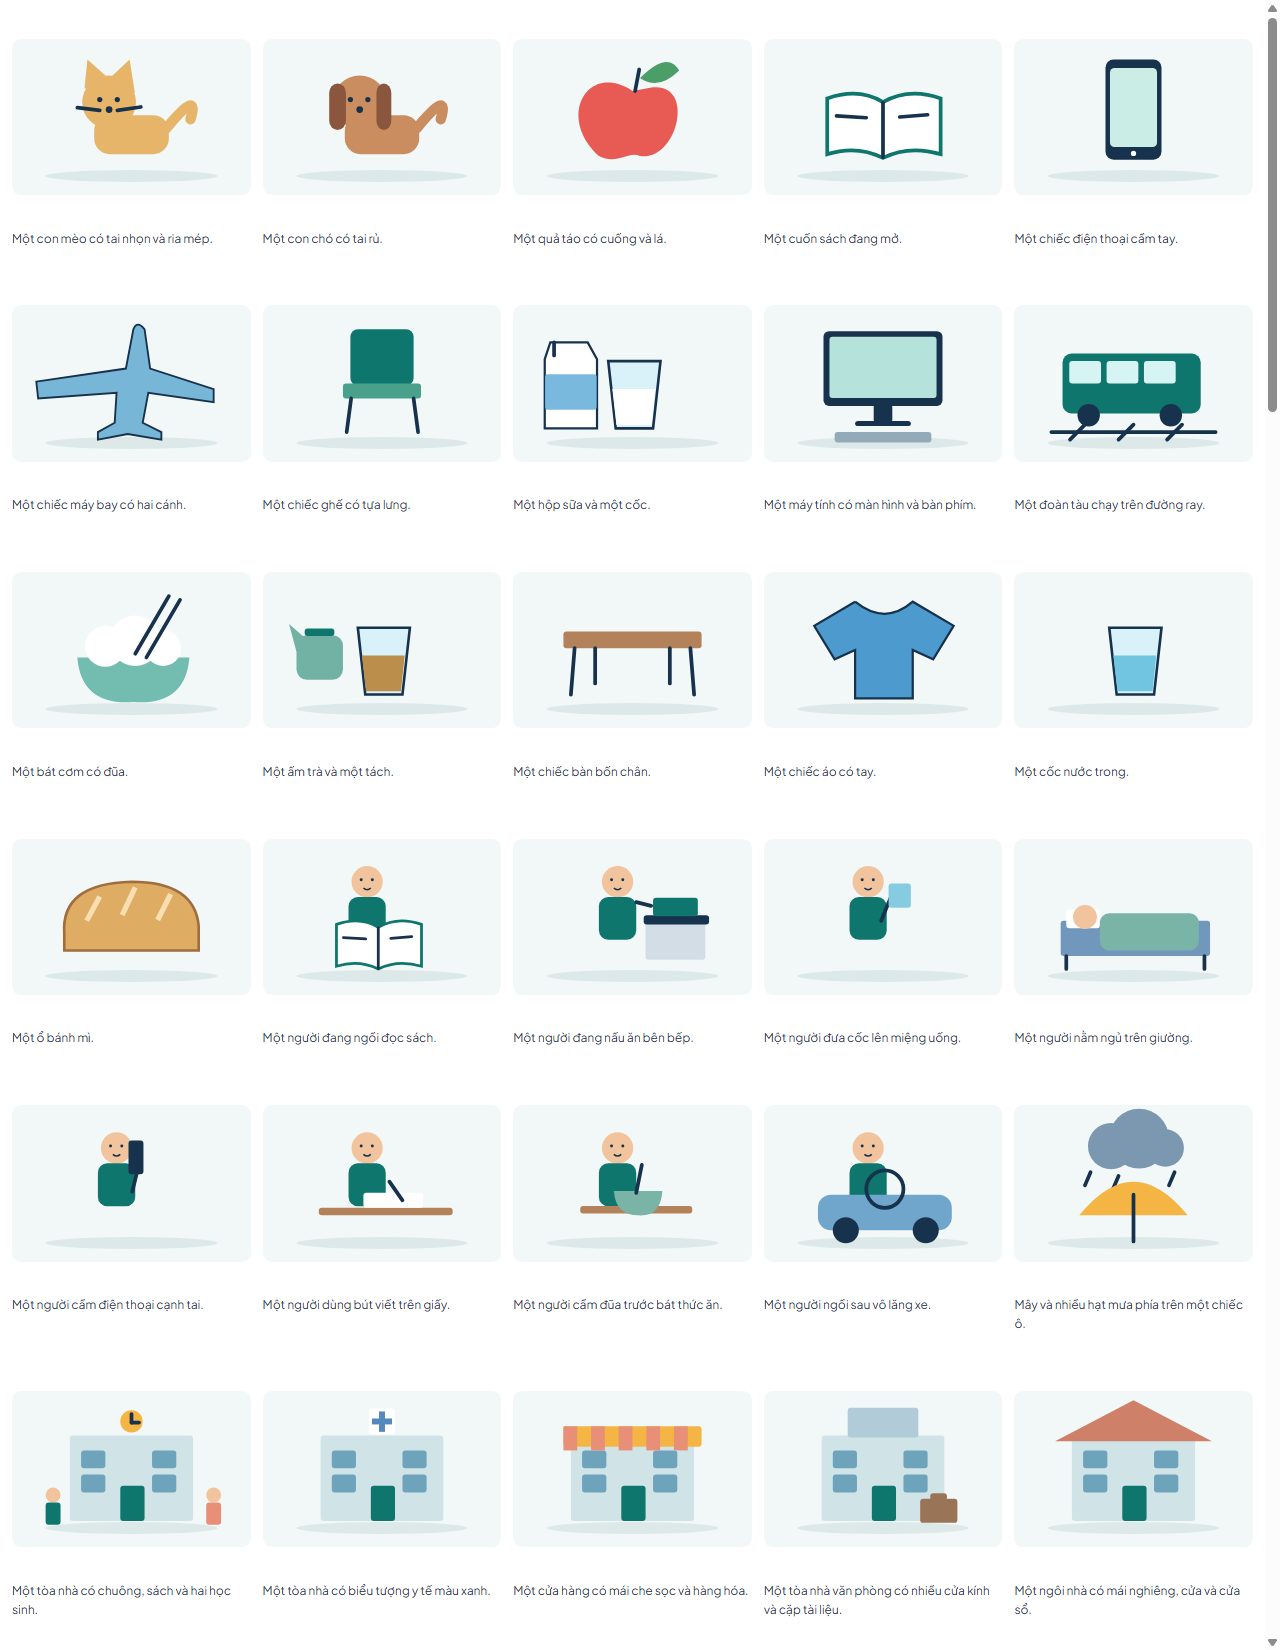 Một con mèo có tai nhọn và ria mép.
Một con chó có tai rủ.
Một quả táo có cuống và lá.
Một cuốn sách đang mở.
Một chiếc điện thoại cầm tay.
Một chiếc máy bay có hai cánh.
Một chiếc ghế có tựa lưng.
Một hộp sữa và một cốc.
Một máy tính có màn hình và bàn phím.
Một đoàn tàu chạy trên đường ray.
Một bát cơm có đũa.
Một ấm trà và một tách.
Một chiếc bàn bốn chân.
Một chiếc áo có tay.
Một cốc nước trong.
Một ổ bánh mì.
Một người đang ngồi đọc sách.
Một người đang nấu ăn bên bếp.
Một người đưa cốc lên miệng uống.
Một người nằm ngủ trên giường.
Một người cầm điện thoại cạnh tai.
Một người dùng bút viết trên giấy.
Một người cầm đũa trước bát thức ăn.
Một người ngồi sau vô lăng xe.
Mây và nhiều hạt mưa phía trên một chiếc
ô.
Một tòa nhà có chuông, sách và hai học
sinh.
Một tòa nhà có biểu tượng y tế màu xanh.
Một cửa hàng có mái che sọc và hàng hóa.
Một tòa nhà văn phòng có nhiều cửa kính
và cặp tài liệu.
Một ngôi nhà có mái nghiêng, cửa và cửa
sổ.